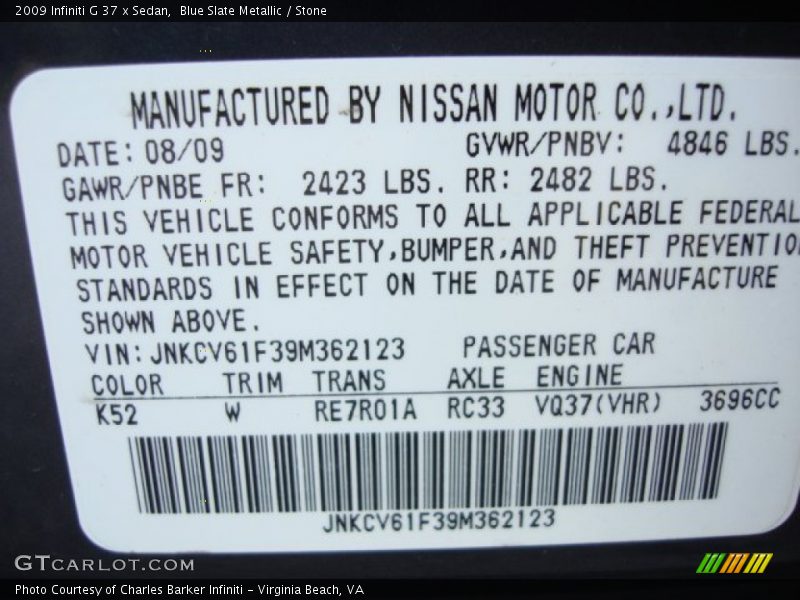 2009 Infiniti G 37 x Sedan,  Blue Slate Metallic / Stone
MANUFACTURED BY NISSAN MOTOR CO.,LTD.
DATE: 08/09 GVWR/PNBV: 4846 LBS.
GAWR/PNBE FR: 2423 LBS. RR: 2482 LBS.
THIS VEHICLE CONFORMS TO ALL APPLICABLE FEDERAL
MOTOR VEHICLE SAFETY,BUMPER,AND THEFT PREVENTIO
STANDARDS IN EFFECT ON THE DATE OF MANUFACTURE
SHOWN ABOVE.
VIN: JNKCV61F39M362123 PASSENGER CAR
COLOR TRIM TRANS AXLE ENGINE
K52 W RE7R01A RC33 VQ37(VHR) 3696CC
JNKCV61F39M362123
GTCARLOT.COM
Photo Courtesy of Charles Barker Infiniti - Virginia Beach, VA